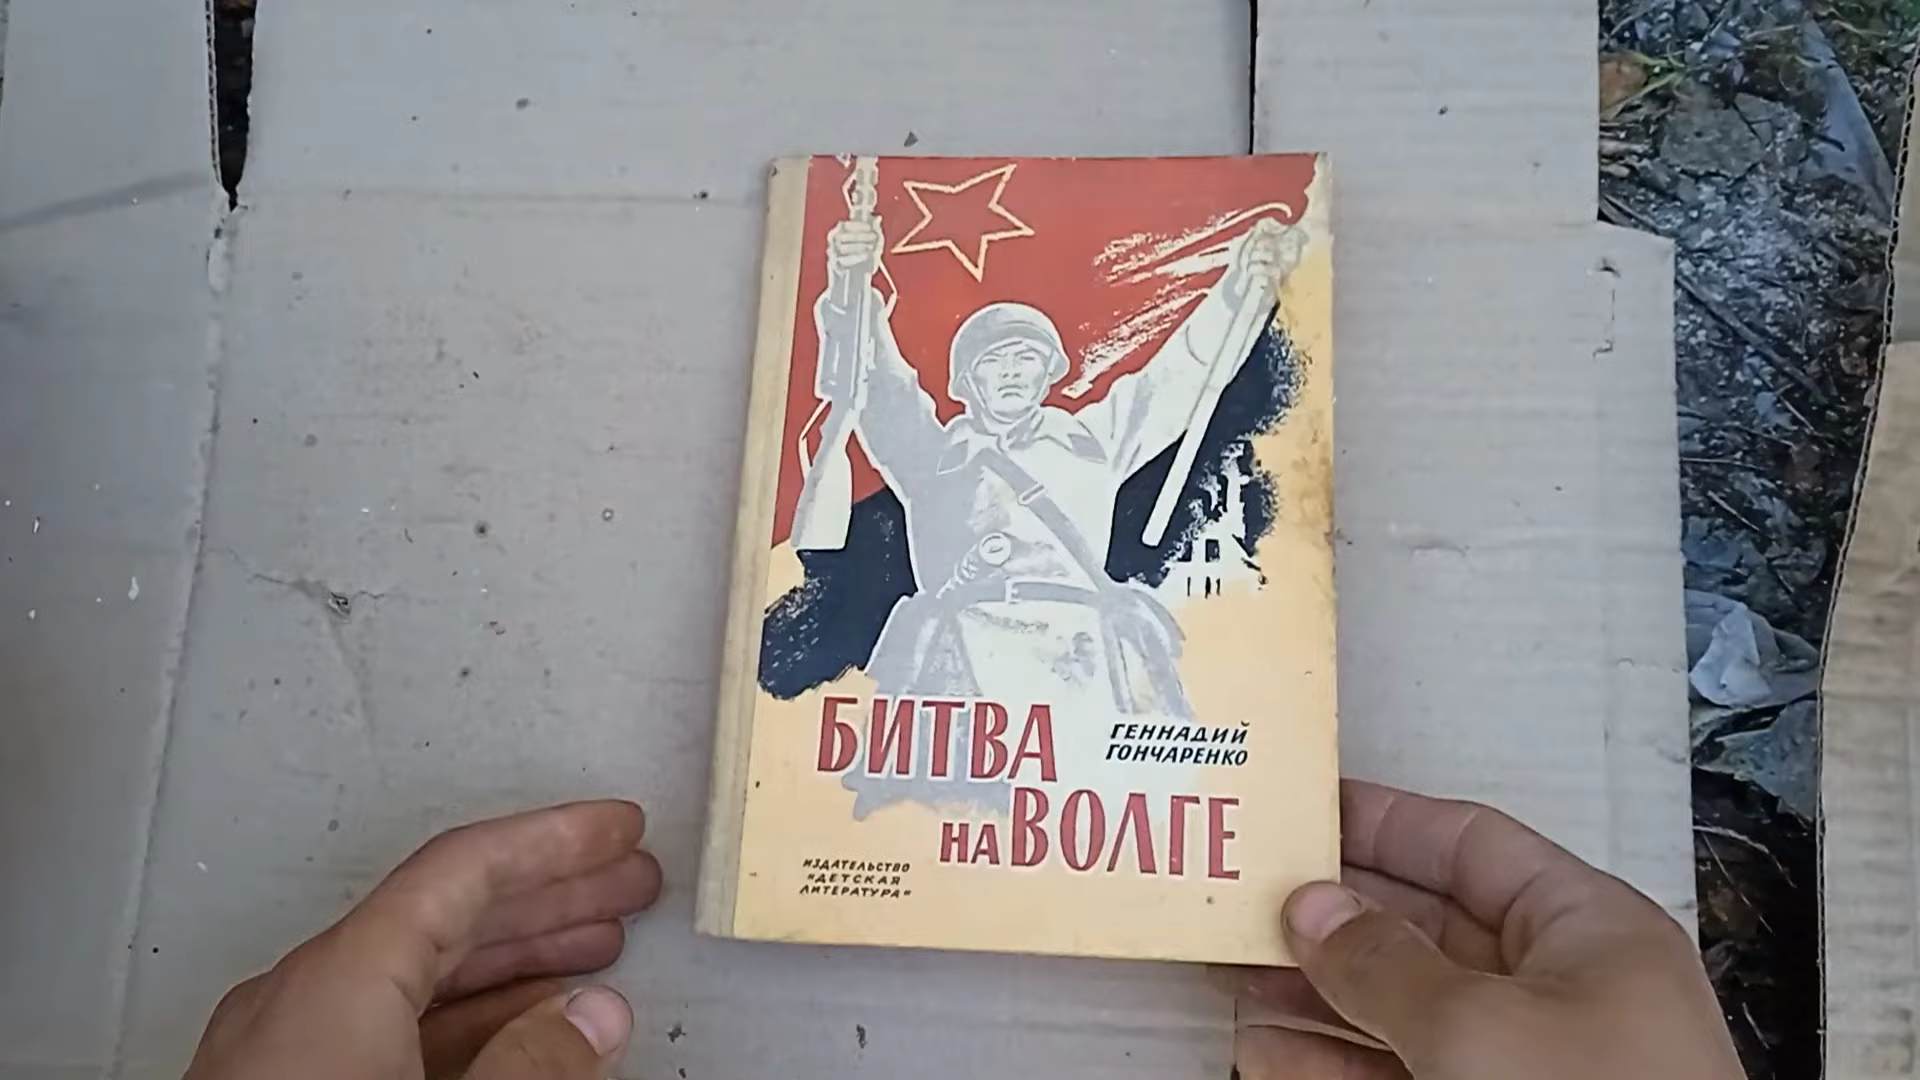 БИТВА
НА ВОЛГЕ
ГЕННАДИЙ
ГОНЧАРЕНКО
ИЗДАТЕЛЬСТВО
"ДЕТСКАЯ
ЛИТЕРАТУРА"